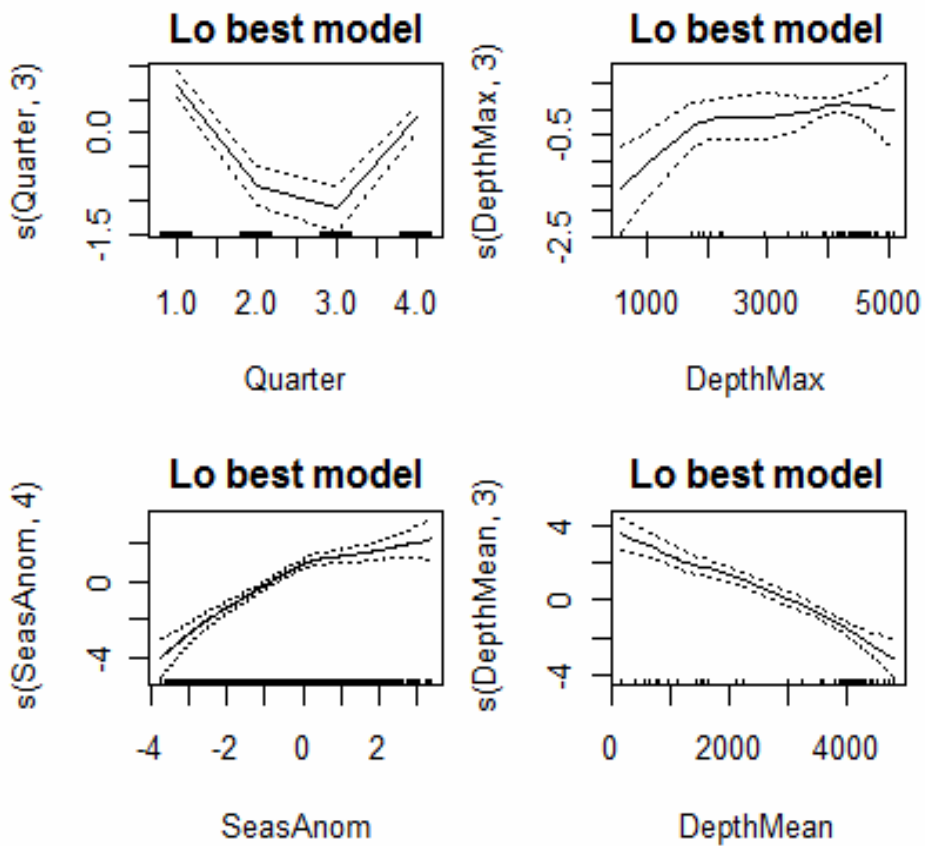 Lo best model
s(Quarter, 3)
0.0
-1.5
1.0 2.0 3.0 4.0
Quarter
Lo best model
s(DepthMax, 3)
-0.5
-2.5
1000 3000 5000
DepthMax
Lo best model
s(SeasAnom, 4)
0
-4
-4 -2 0 2
SeasAnom
Lo best model
s(DepthMean, 3)
4
0
-4
0 2000 4000
DepthMean